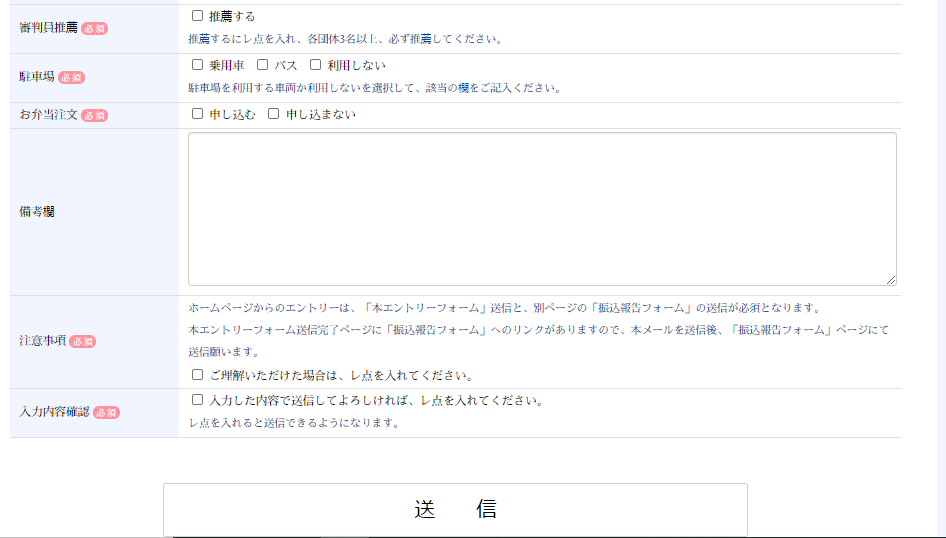 審判員推薦 必須
推薦する
推薦するにレ点を入れ、各団体3名以上、必ず推薦してください。
駐車場 必須
乗用車 バス 利用しない
駐車場を利用する車両か利用しないを選択して、該当の欄をご記入ください。
お弁当注文 必須
申し込む 申し込まない
備考欄
注意事項 必須
ホームページからのエントリーは、「本エントリーフォーム」送信と、別ページの「振込報告フォーム」の送信が必須となります。
本エントリーフォーム送信完了ページに「振込報告フォーム」へのリンクがありますので、本メールを送信後、「振込報告フォーム」ページにて
送信願います。
ご理解いただけた場合は、レ点を入れてください。
入力内容確認 必須
入力した内容で送信してよろしければ、レ点を入れてください。
レ点を入れると送信できるようになります。
送 信